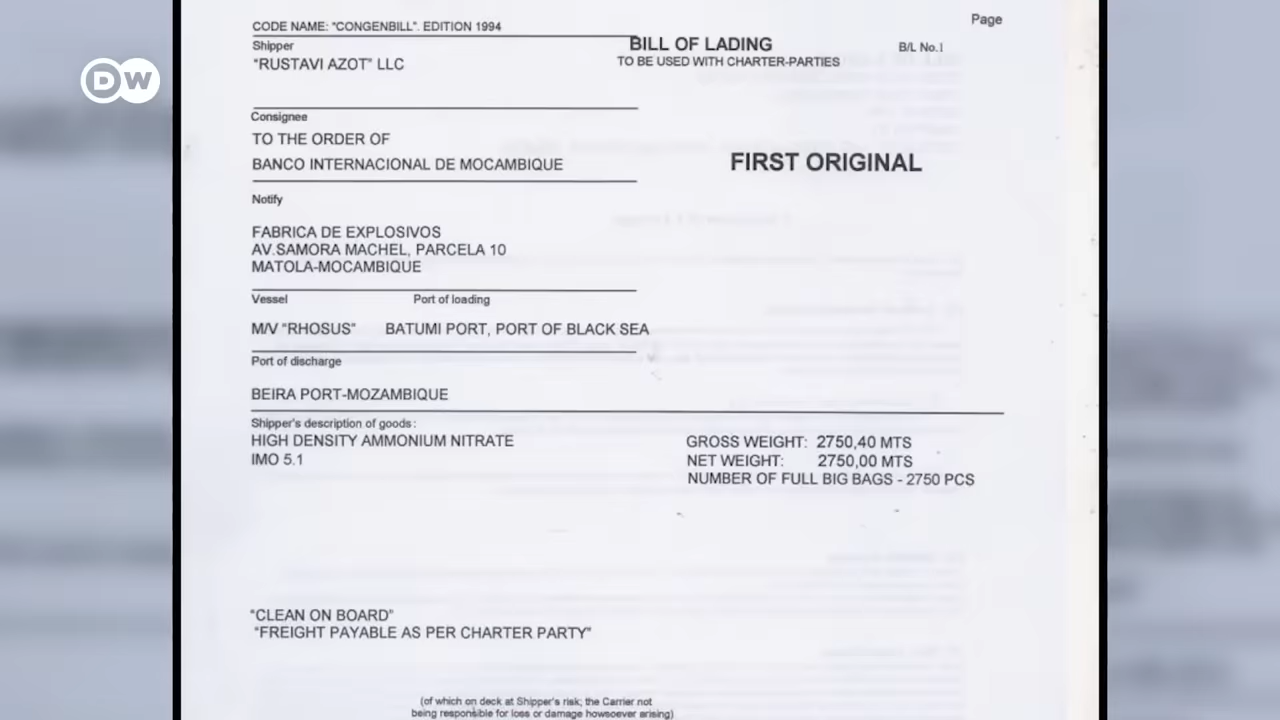 DW
CODE NAME: "CONGENBILL". EDITION 1994
Page
Shipper
BILL OF LADING
B/L No.1
"RUSTAVI AZOT" LLC
TO BE USED WITH CHARTER-PARTIES
Consignee
TO THE ORDER OF
BANCO INTERNACIONAL DE MOCAMBIQUE
FIRST ORIGINAL
Notify
FABRICA DE EXPLOSIVOS
AV.SAMORA MACHEL, PARCELA 10
MATOLA-MOCAMBIQUE
Vessel Port of loading
M/V "RHOSUS" BATUMI PORT, PORT OF BLACK SEA
Port of discharge
BEIRA PORT-MOZAMBIQUE
Shipper's description of goods:
HIGH DENSITY AMMONIUM NITRATE
IMO 5.1
GROSS WEIGHT: 2750,40 MTS
NET WEIGHT: 2750,00 MTS
NUMBER OF FULL BIG BAGS - 2750 PCS
"CLEAN ON BOARD"
"FREIGHT PAYABLE AS PER CHARTER PARTY"
(of which on deck at Shipper's risk; the Carrier not
being responsible for loss or damage howsoever arising)